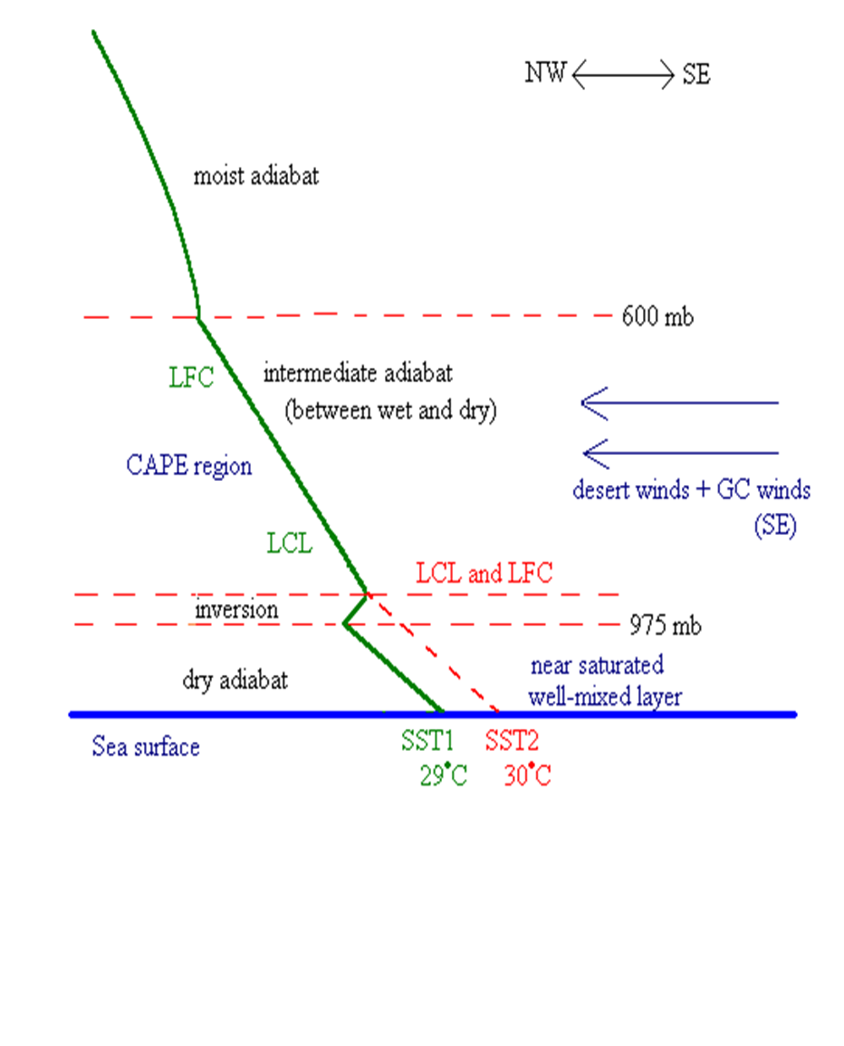 NW SE
moist adiabat
600 mb
LFC
intermediate adiabat
(between wet and dry)
CAPE region
desert winds + GC winds
(SE)
LCL
LCL and LFC
inversion
975 mb
dry adiabat
near saturated
well-mixed layer
Sea surface
SST1 SST2
29°C 30°C